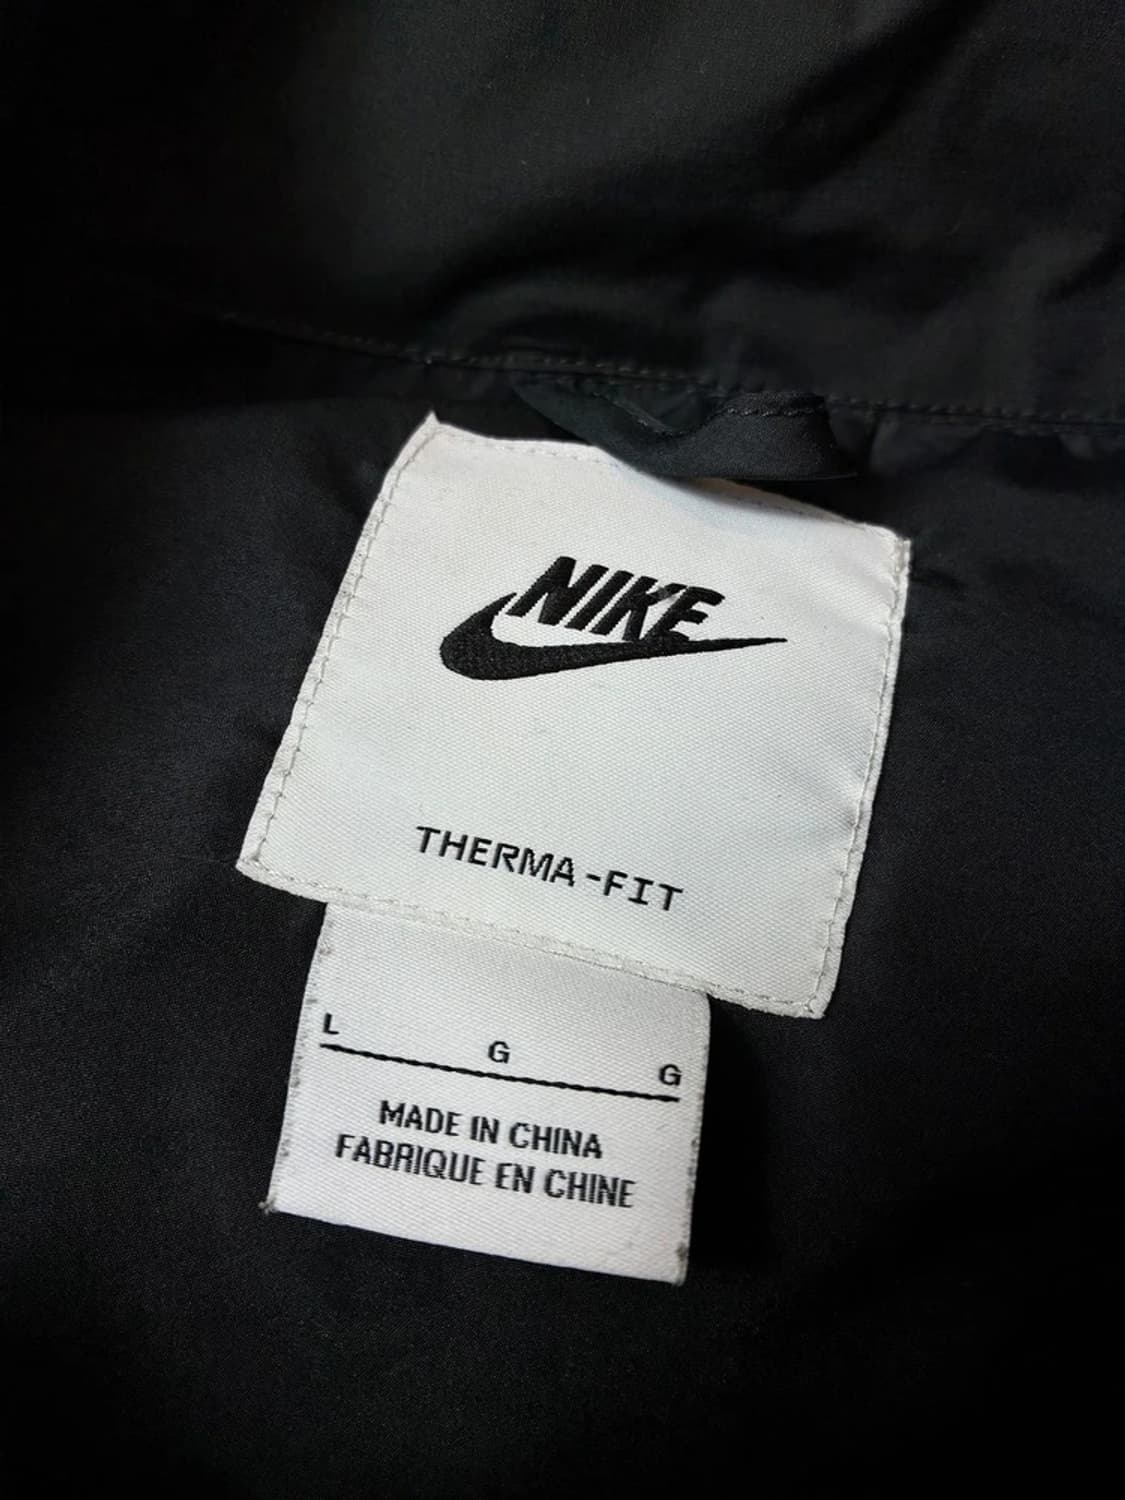 NIKE
THERMA-FIT
L G G
MADE IN CHINA
FABRIQUE EN CHINE